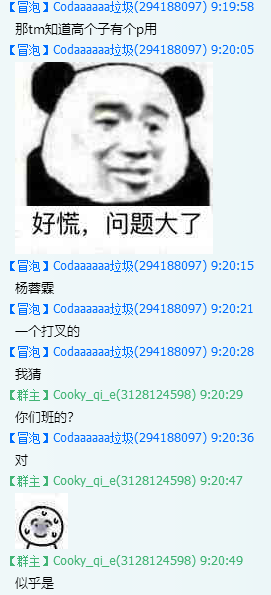 【冒泡】Codaaaaaa垃圾(294188097) 9:19:58
那tm知道高个子有个p用
【冒泡】Codaaaaaa垃圾(294188097) 9:20:05
好慌，问题大了
【冒泡】Codaaaaaa垃圾(294188097) 9:20:15
杨蓉霖
【冒泡】Codaaaaaa垃圾(294188097) 9:20:21
一个打叉的
【冒泡】Codaaaaaa垃圾(294188097) 9:20:28
我猜
【群主】Cooky_qi_e(3128124598) 9:20:29
你们班的?
【冒泡】Codaaaaaa垃圾(294188097) 9:20:36
对
【群主】Cooky_qi_e(3128124598) 9:20:47
【群主】Cooky_qi_e(3128124598) 9:20:49
似乎是